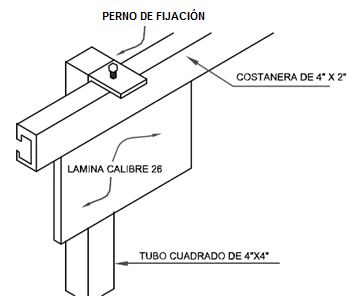 PERNO DE FIJACIÓN
COSTANERA DE 4" X 2"
LAMINA CALIBRE 26
TUBO CUADRADO DE 4"X4"